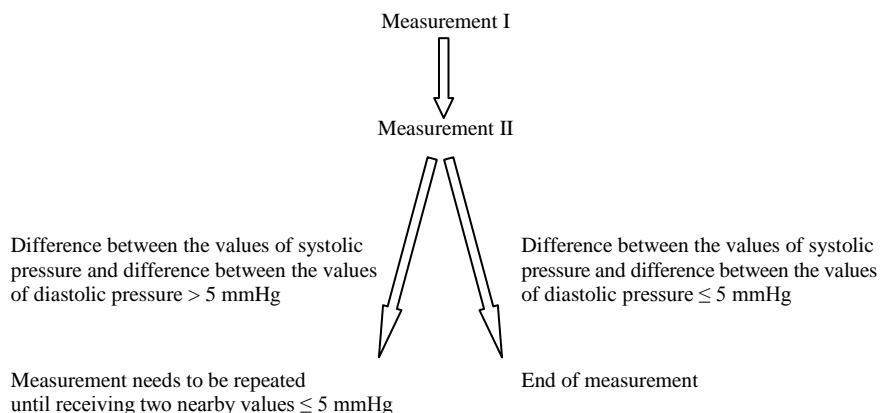 Measurement I
Measurement II
Difference between the values of systolic
pressure and difference between the values
of diastolic pressure > 5 mmHg
Difference between the values of systolic
pressure and difference between the values
of diastolic pressure ≤ 5 mmHg
Measurement needs to be repeated
until receiving two nearby values ≤ 5 mmHg
End of measurement